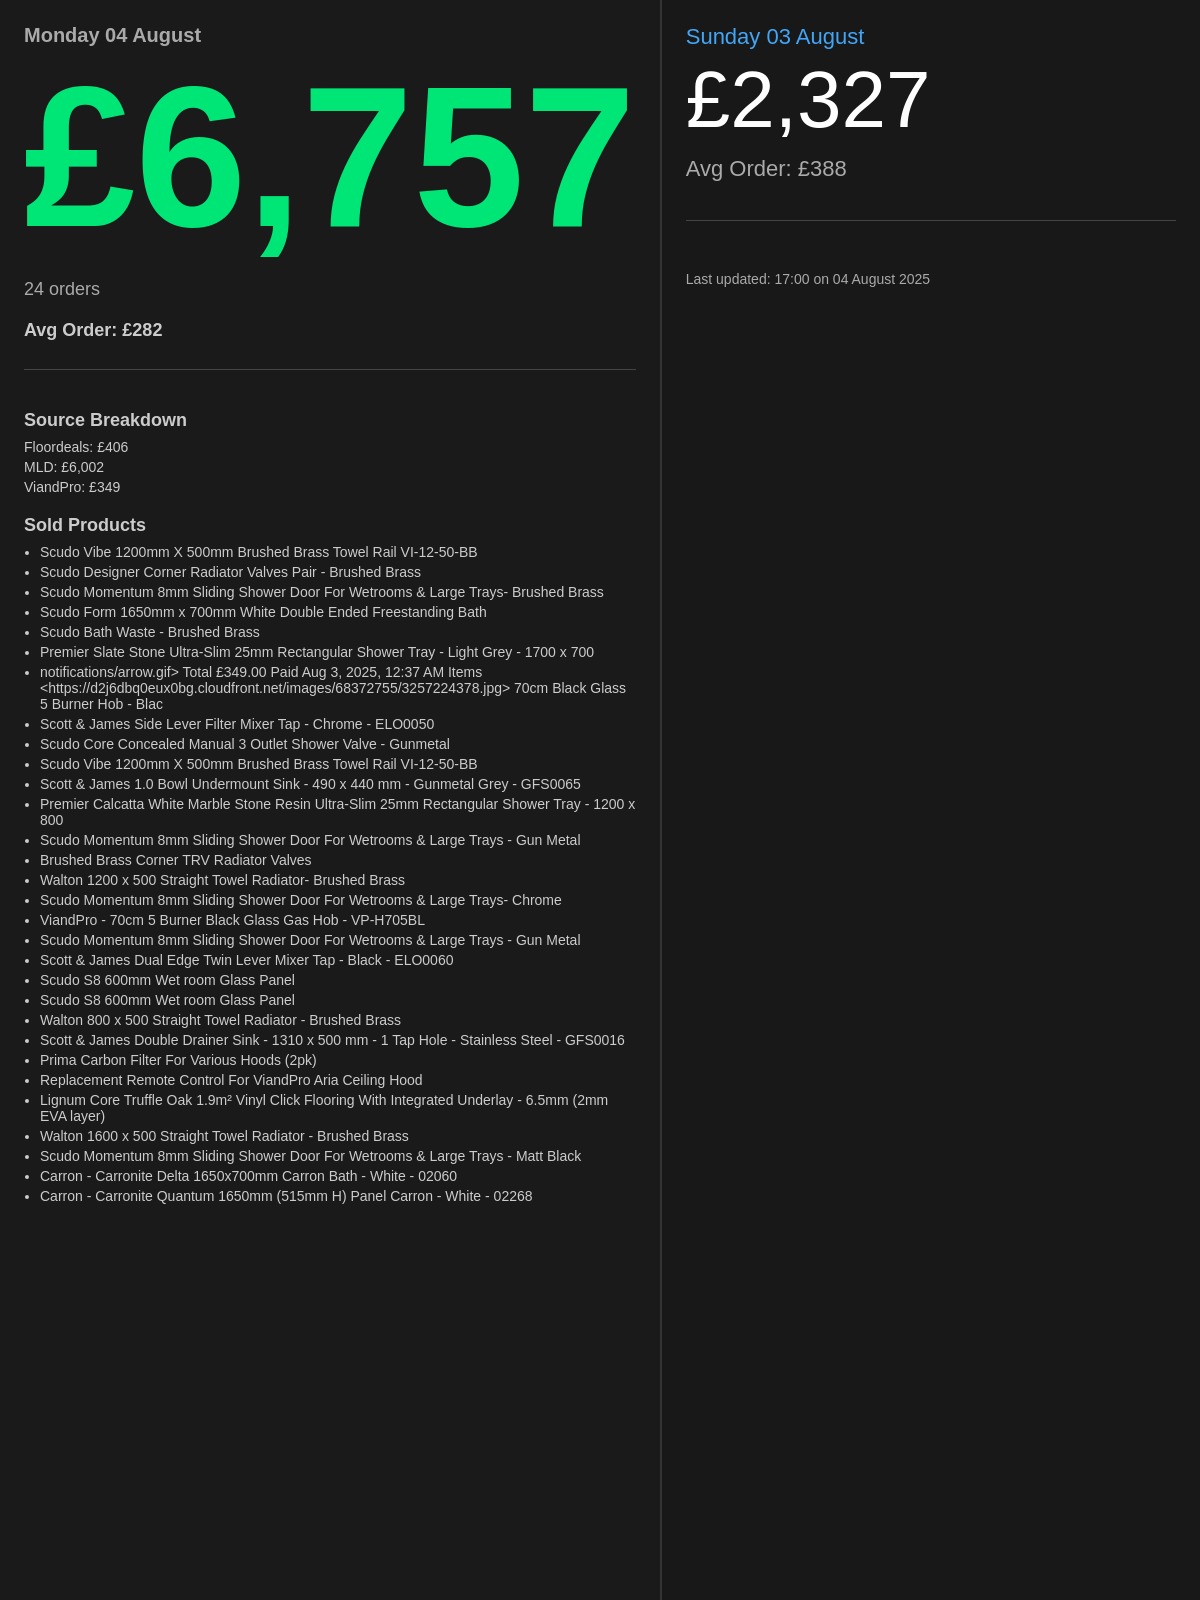 Monday 04 August
£6,757
24 orders
Avg Order: £282
Source Breakdown
Floordeals: £406
MLD: £6,002
ViandPro: £349
Sold Products
• Scudo Vibe 1200mm X 500mm Brushed Brass Towel Rail VI-12-50-BB
• Scudo Designer Corner Radiator Valves Pair - Brushed Brass
• Scudo Momentum 8mm Sliding Shower Door For Wetrooms & Large Trays- Brushed Brass
• Scudo Form 1650mm x 700mm White Double Ended Freestanding Bath
• Scudo Bath Waste - Brushed Brass
• Premier Slate Stone Ultra-Slim 25mm Rectangular Shower Tray - Light Grey - 1700 x 700
• notifications/arrow.gif> Total £349.00 Paid Aug 3, 2025, 12:37 AM Items
<https://d2j6dbq0eux0bg.cloudfront.net/images/68372755/3257224378.jpg> 70cm Black Glass
5 Burner Hob - Blac
• Scott & James Side Lever Filter Mixer Tap - Chrome - ELO0050
• Scudo Core Concealed Manual 3 Outlet Shower Valve - Gunmetal
• Scudo Vibe 1200mm X 500mm Brushed Brass Towel Rail VI-12-50-BB
• Scott & James 1.0 Bowl Undermount Sink - 490 x 440 mm - Gunmetal Grey - GFS0065
• Premier Calcatta White Marble Stone Resin Ultra-Slim 25mm Rectangular Shower Tray - 1200 x
800
• Scudo Momentum 8mm Sliding Shower Door For Wetrooms & Large Trays - Gun Metal
• Brushed Brass Corner TRV Radiator Valves
• Walton 1200 x 500 Straight Towel Radiator- Brushed Brass
• Scudo Momentum 8mm Sliding Shower Door For Wetrooms & Large Trays- Chrome
• ViandPro - 70cm 5 Burner Black Glass Gas Hob - VP-H705BL
• Scudo Momentum 8mm Sliding Shower Door For Wetrooms & Large Trays - Gun Metal
• Scott & James Dual Edge Twin Lever Mixer Tap - Black - ELO0060
• Scudo S8 600mm Wet room Glass Panel
• Scudo S8 600mm Wet room Glass Panel
• Walton 800 x 500 Straight Towel Radiator - Brushed Brass
• Scott & James Double Drainer Sink - 1310 x 500 mm - 1 Tap Hole - Stainless Steel - GFS0016
• Prima Carbon Filter For Various Hoods (2pk)
• Replacement Remote Control For ViandPro Aria Ceiling Hood
• Lignum Core Truffle Oak 1.9m² Vinyl Click Flooring With Integrated Underlay - 6.5mm (2mm
EVA layer)
• Walton 1600 x 500 Straight Towel Radiator - Brushed Brass
• Scudo Momentum 8mm Sliding Shower Door For Wetrooms & Large Trays - Matt Black
• Carron - Carronite Delta 1650x700mm Carron Bath - White - 02060
• Carron - Carronite Quantum 1650mm (515mm H) Panel Carron - White - 02268
Sunday 03 August
£2,327
Avg Order: £388
Last updated: 17:00 on 04 August 2025